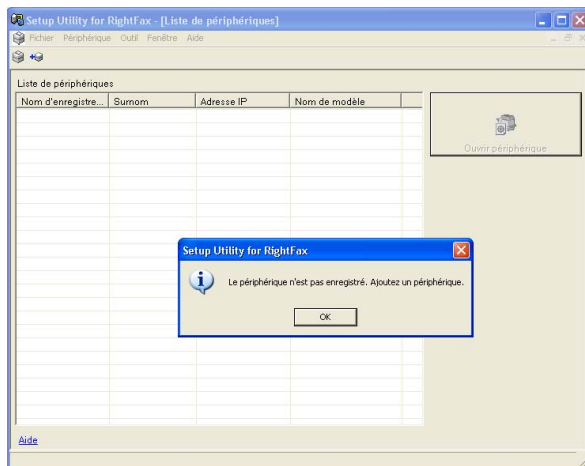 Setup Utility for RightFax - [Liste de périphériques]
Fichier Périphérique Outil Fenêtre Aide
Liste de périphériques
Nom d'enregistre... Surnom Adresse IP Nom de modèle
Ouvrir périphérique
Setup Utility for RightFax
Le périphérique n'est pas enregistré. Ajoutez un périphérique.
OK
Aide